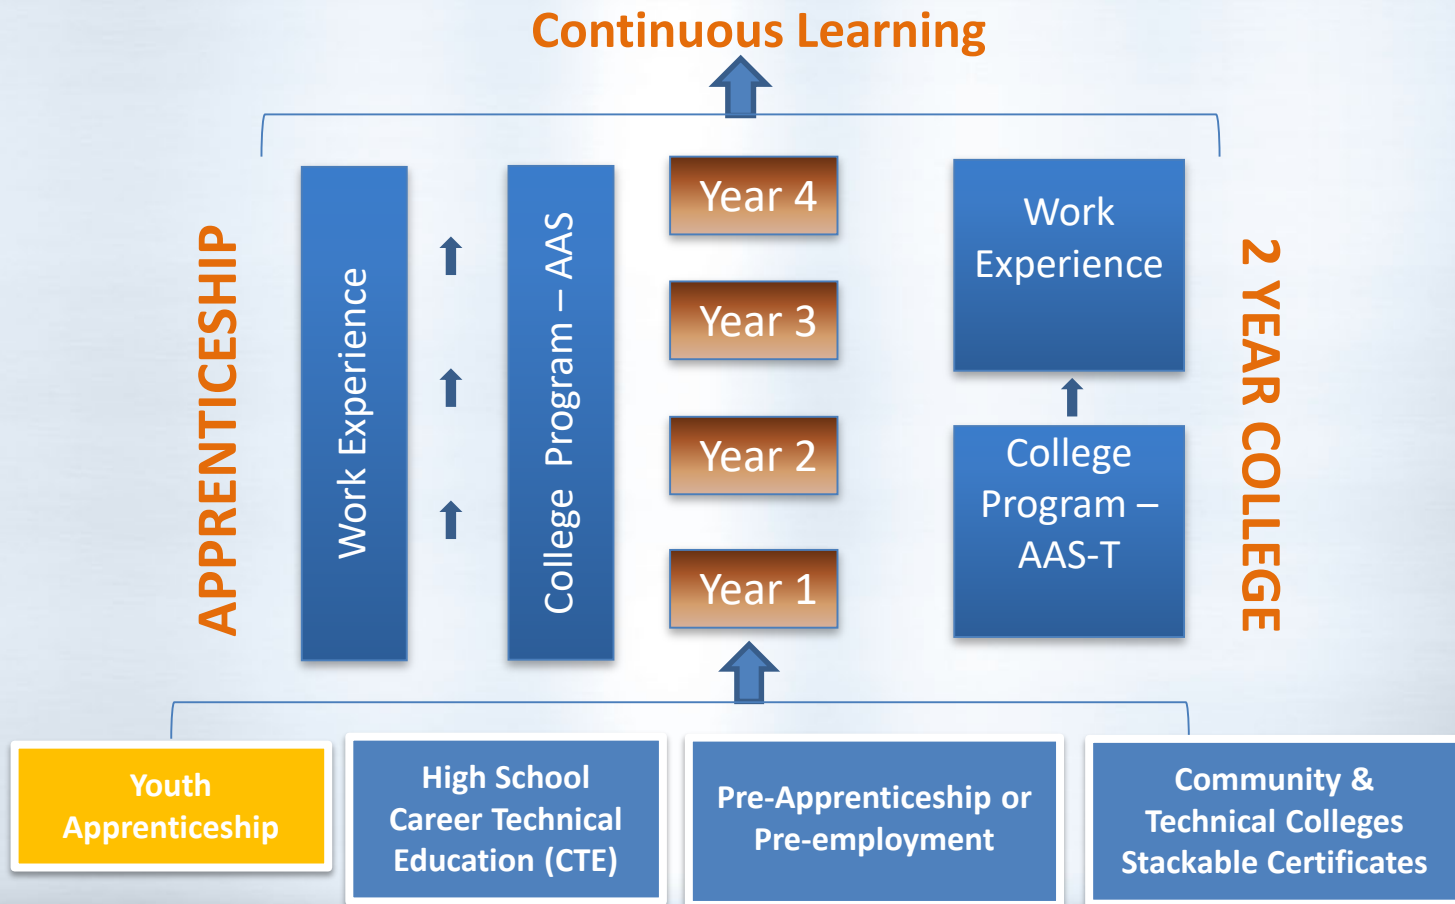 Continuous Learning
APPRENTICESHIP
Work Experience
College Program – AAS
Year 4
Year 3
Year 2
Year 1
Work
Experience
College
Program –
AAS-T
2 YEAR COLLEGE
Youth
Apprenticeship
High School
Career Technical
Education (CTE)
Pre-Apprenticeship or
Pre-employment
Community &
Technical Colleges
Stackable Certificates